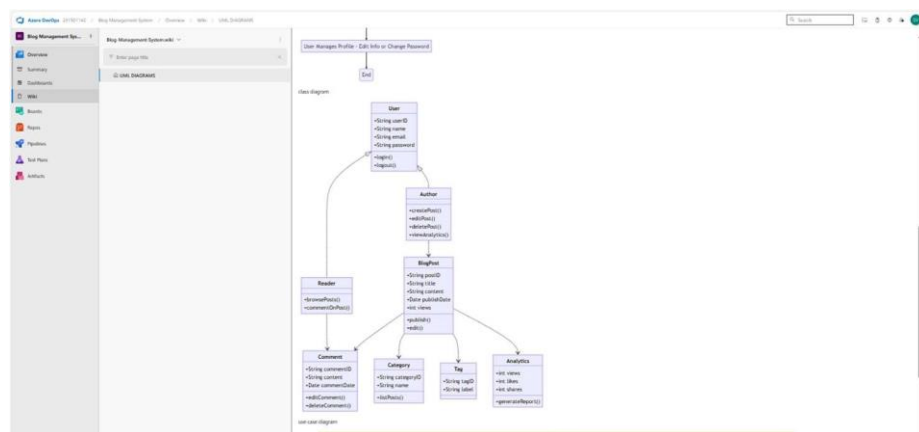 Azure DevOps / Blog Management System / Overview / Wiki / UML DIAGRAMS
Search
Blog Management Sys...
Overview
Summary
Dashboards
Wiki
Boards
Repos
Pipelines
Test Plans
Artifacts
Blog Management System.wiki
Enter page title
UML DIAGRAMS
User Manages Profile - Edit Info or Change Password
End
class diagram
User
+String userID
+String name
+String email
+String password
+login()
+logout()
Author
+createPost()
+editPost()
+deletePost()
+viewAnalytics()
BlogPost
+String postID
+String title
+String content
+Date publishDate
+int views
+publish()
+edit()
Reader
+browsePosts()
+commentOnPost()
Comment
+String commentID
+String content
+Date commentDate
+editComment()
+deleteComment()
Category
+String categoryID
+String name
+listPosts()
Tag
+String tagID
+String label
Analytics
+int views
+int likes
+int shares
+generateReport()
use case diagram